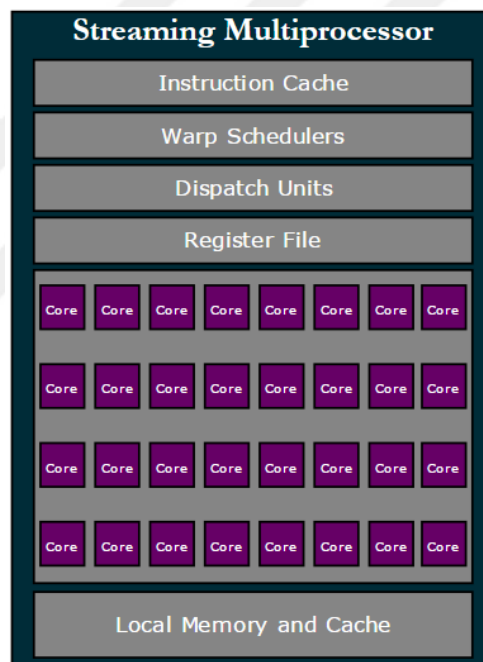 Streaming Multiprocessor
Instruction Cache
Warp Schedulers
Dispatch Units
Register File
Core Core Core Core Core Core Core Core
Core Core Core Core Core Core Core Core
Core Core Core Core Core Core Core Core
Core Core Core Core Core Core Core Core
Local Memory and Cache